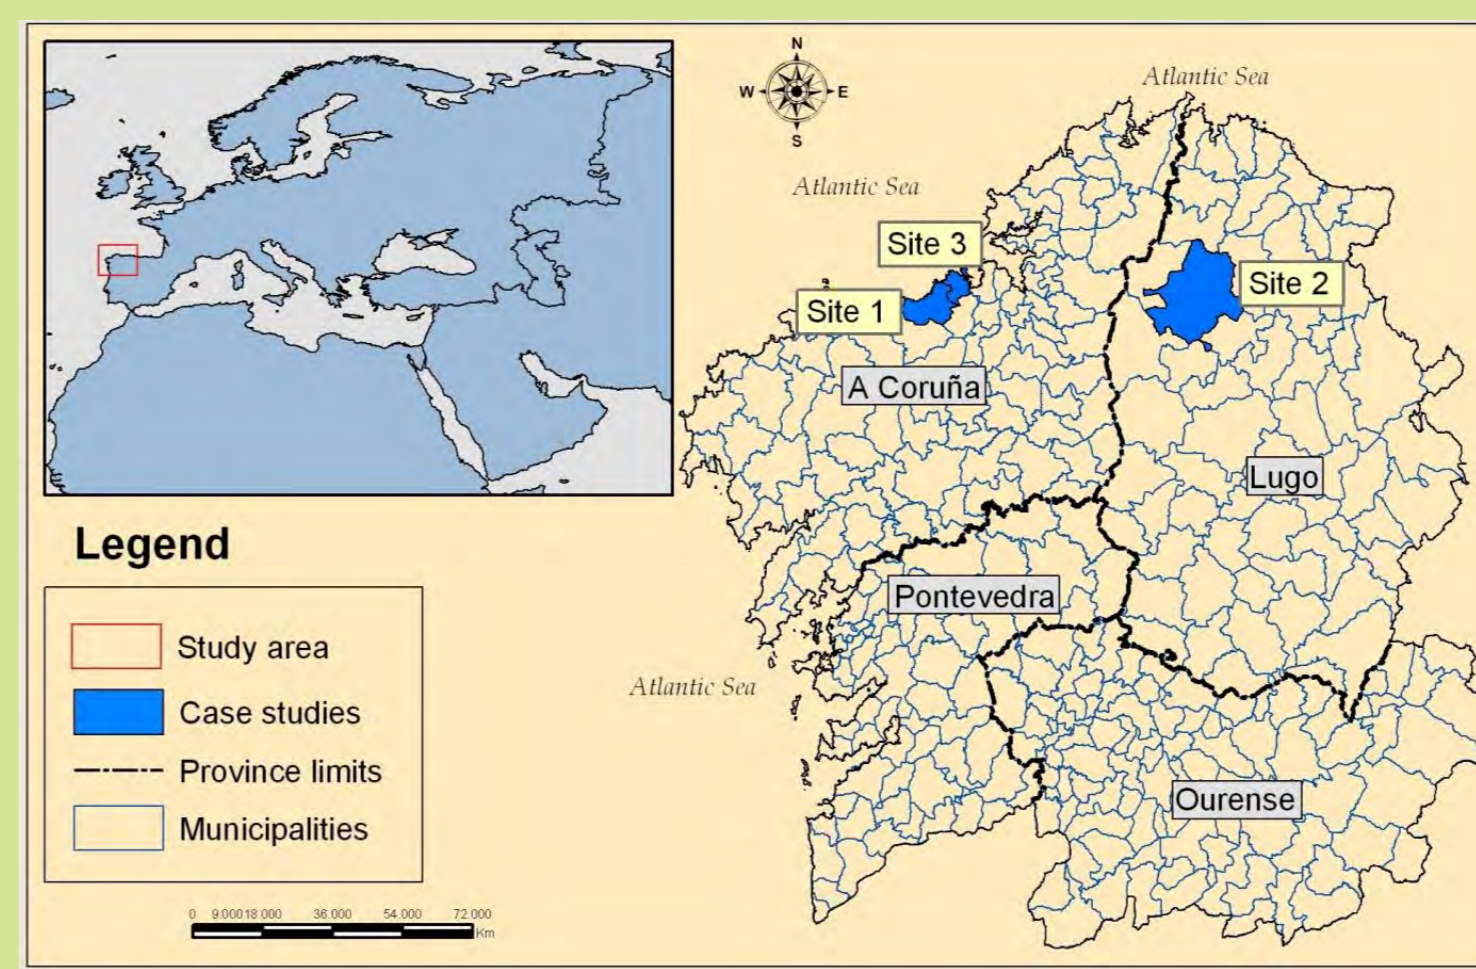 N
W E
S
Atlantic Sea
Atlantic Sea
Site 3
Site 2
Site 1
A Coruña
Lugo
Pontevedra
Atlantic Sea
Ourense
Legend
Study area
Case studies
Province limits
Municipalities
0 9.000 18.000 36.000 54.000 72.000
Km